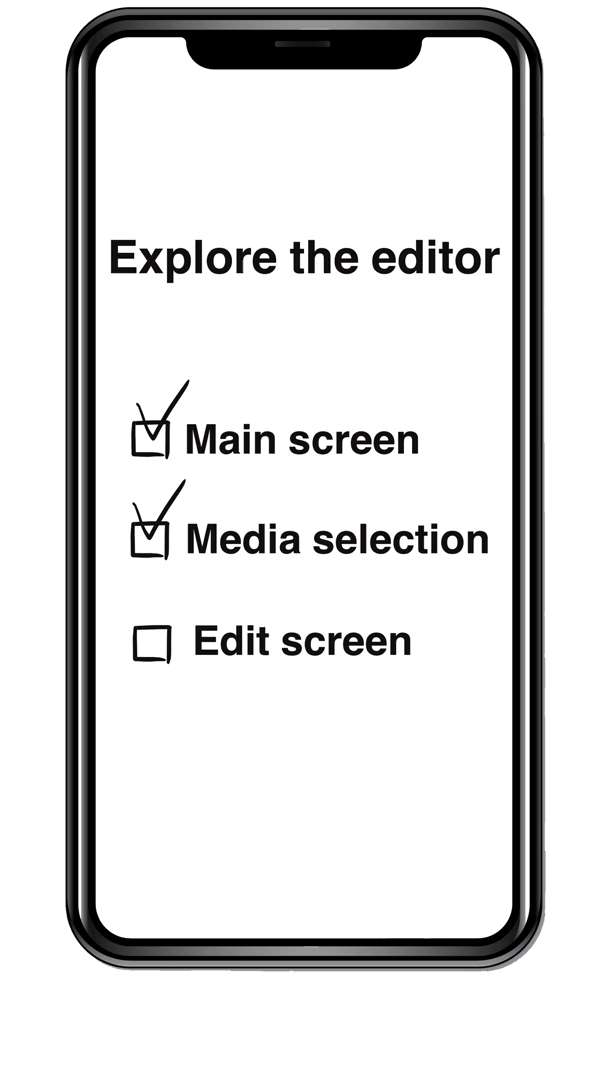 Explore the editor
Main screen
Media selection
Edit screen